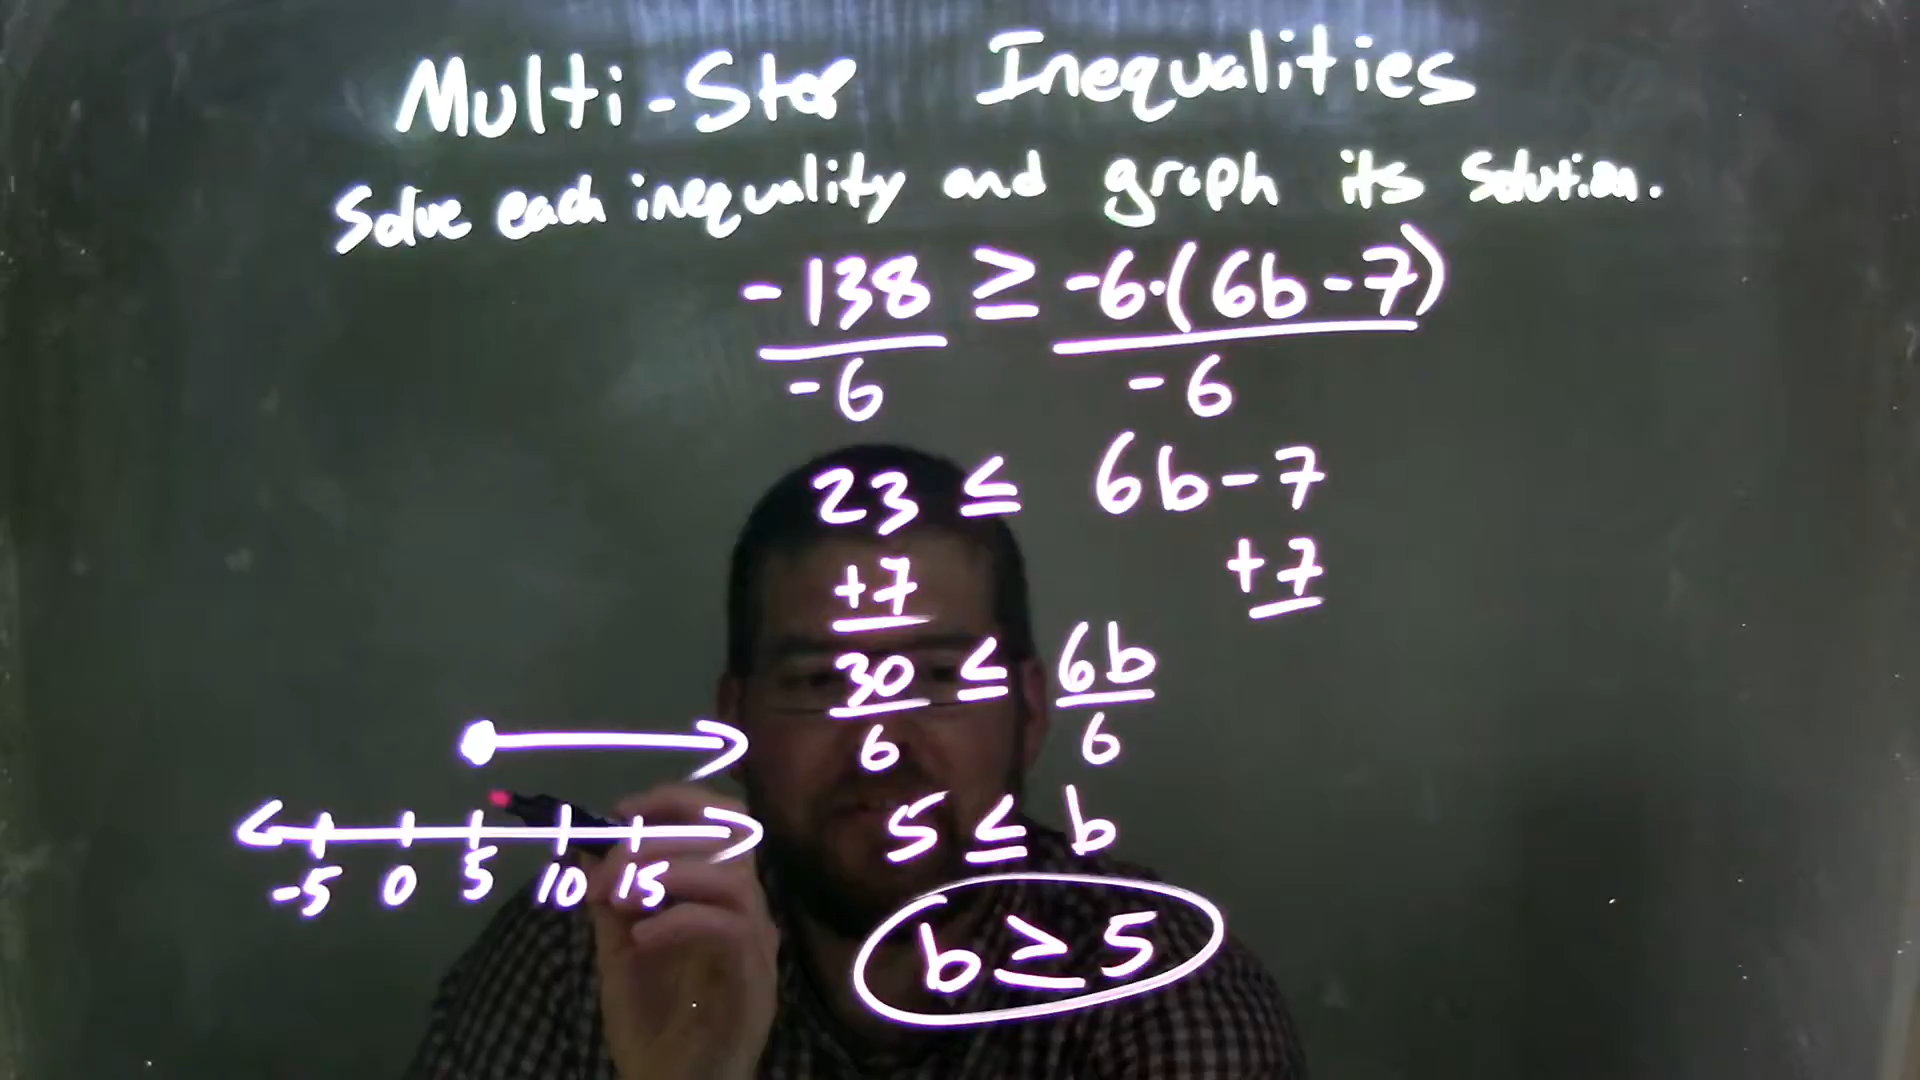 Multi-Step Inequalities
Solve each inequality and graph its solution.
-138 ≥ -6·(6b-7)
-6 -6
23 ≤ 6b-7
+7 +7
30 ≤ 6b
6 6
5 ≤ b
-5 0 5 10 15
b ≥ 5